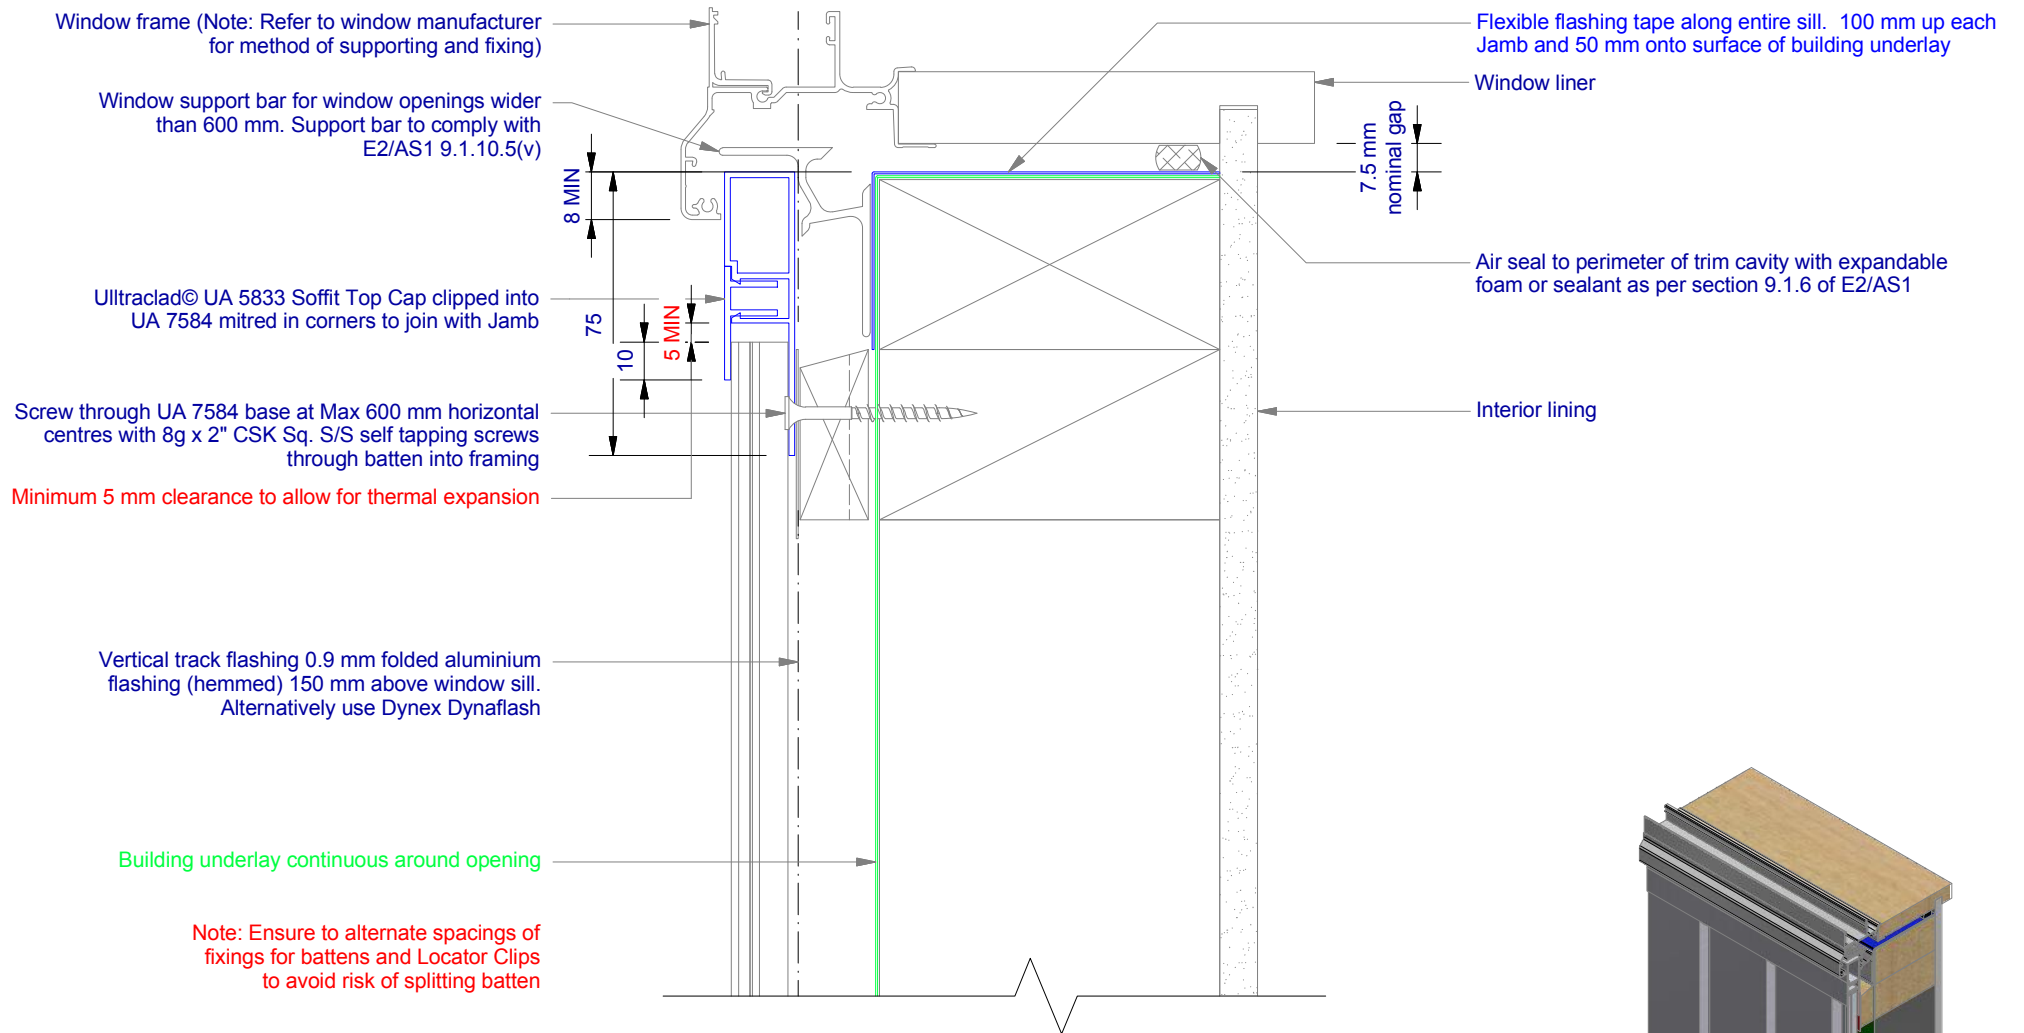 Window frame (Note: Refer to window manufacturer
for method of supporting and fixing)
Window support bar for window openings wider
than 600 mm. Support bar to comply with
E2/AS1 9.1.10.5(v)
Ulltraclad© UA 5833 Soffit Top Cap clipped into
UA 7584 mitred in corners to join with Jamb
Screw through UA 7584 base at Max 600 mm horizontal
centres with 8g x 2" CSK Sq. S/S self tapping screws
through batten into framing
Minimum 5 mm clearance to allow for thermal expansion
Vertical track flashing 0.9 mm folded aluminium
flashing (hemmed) 150 mm above window sill.
Alternatively use Dynex Dynaflash
Building underlay continuous around opening
Note: Ensure to alternate spacings of
fixings for battens and Locator Clips
to avoid risk of splitting batten
8 MIN
75
10
5 MIN
Flexible flashing tape along entire sill.  100 mm up each
Jamb and 50 mm onto surface of building underlay
Window liner
7.5 mm
nominal gap
Air seal to perimeter of trim cavity with expandable
foam or sealant as per section 9.1.6 of E2/AS1
Interior lining